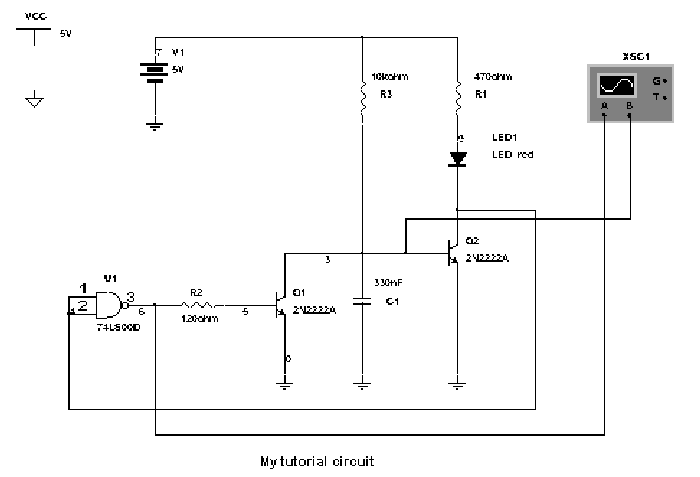 VCC
5V
V1
5V
10kohm
R3
470ohm
R1
XSC1
G
T
A B
LED1
LED red
Q2
2N2222A
3
330nF
C1
U1
1
2
3
74LS00D
6
R2
120ohm
5
Q1
2N2222A
0
My tutorial circuit